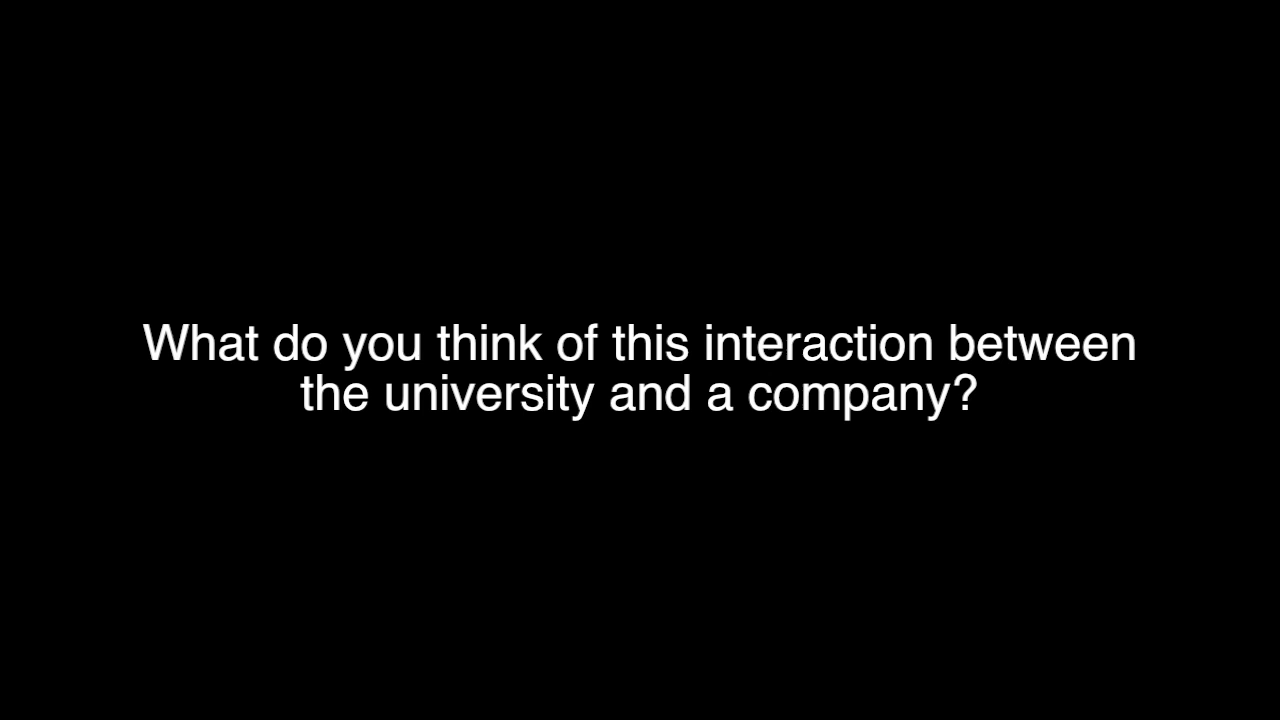 What do you think of this interaction between
the university and a company?